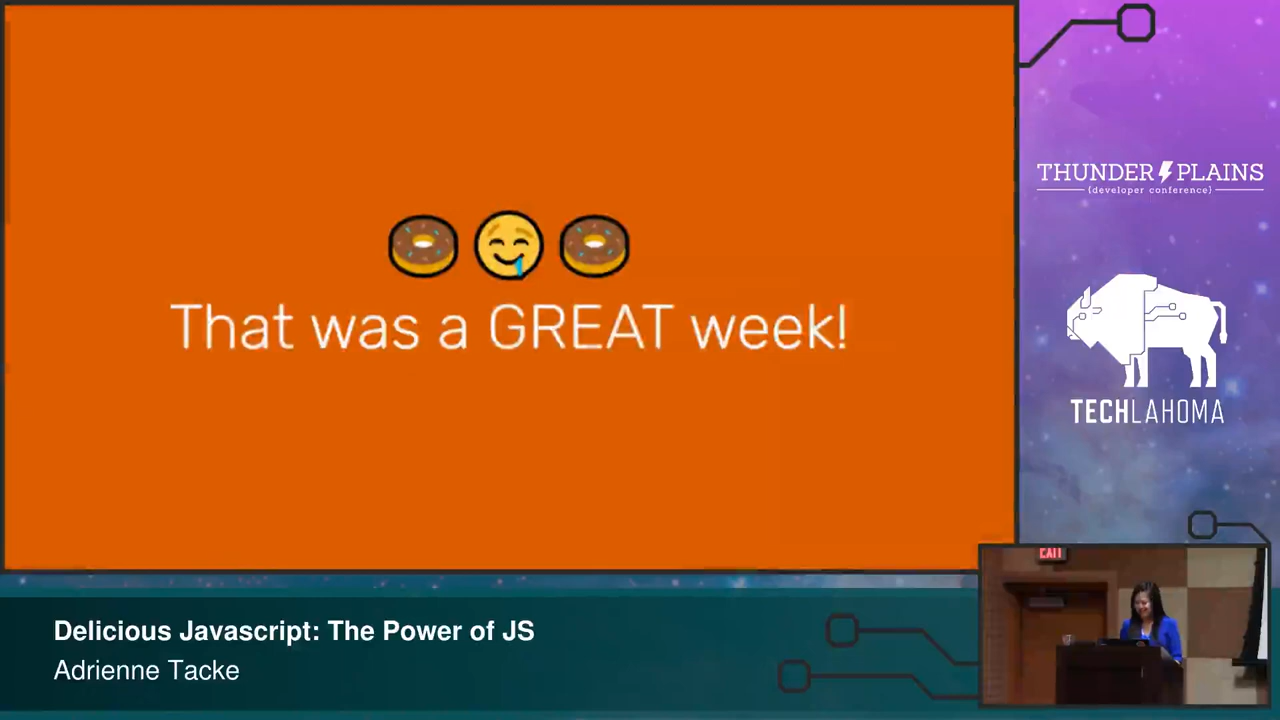 That was a GREAT week!
THUNDER PLAINS
{developer conference}
TECHLAHOMA
EXIT
Delicious Javascript: The Power of JS
Adrienne Tacke